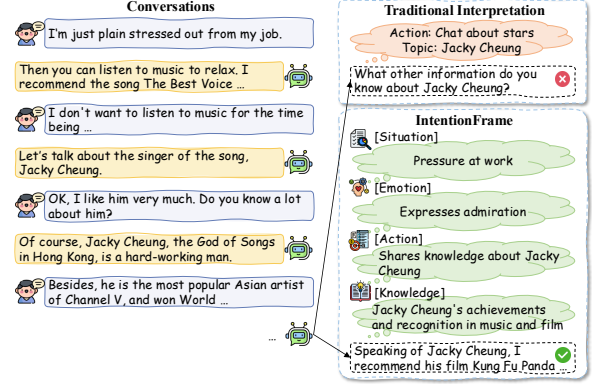 Conversations
I'm just plain stressed out from my job.
Then you can listen to music to relax. I
recommend the song The Best Voice ...
I don't want to listen to music for the time
being ...
Let's talk about the singer of the song,
Jacky Cheung.
OK, I like him very much. Do you know a lot
about him?
Of course, Jacky Cheung, the God of Songs
in Hong Kong, is a hard-working man.
Besides, he is the most popular Asian artist
of Channel V, and won World ...
...
Traditional Interpretation
Action: Chat about stars
Topic: Jacky Cheung
What other information do you
know about Jacky Cheung?
IntentionFrame
[Situation]
Pressure at work
[Emotion]
Expresses admiration
[Action]
Shares knowledge about Jacky
Cheung
[Knowledge]
Jacky Cheung's achievements
and recognition in music and film
Speaking of Jacky Cheung, I
recommend his film Kung Fu Panda ...